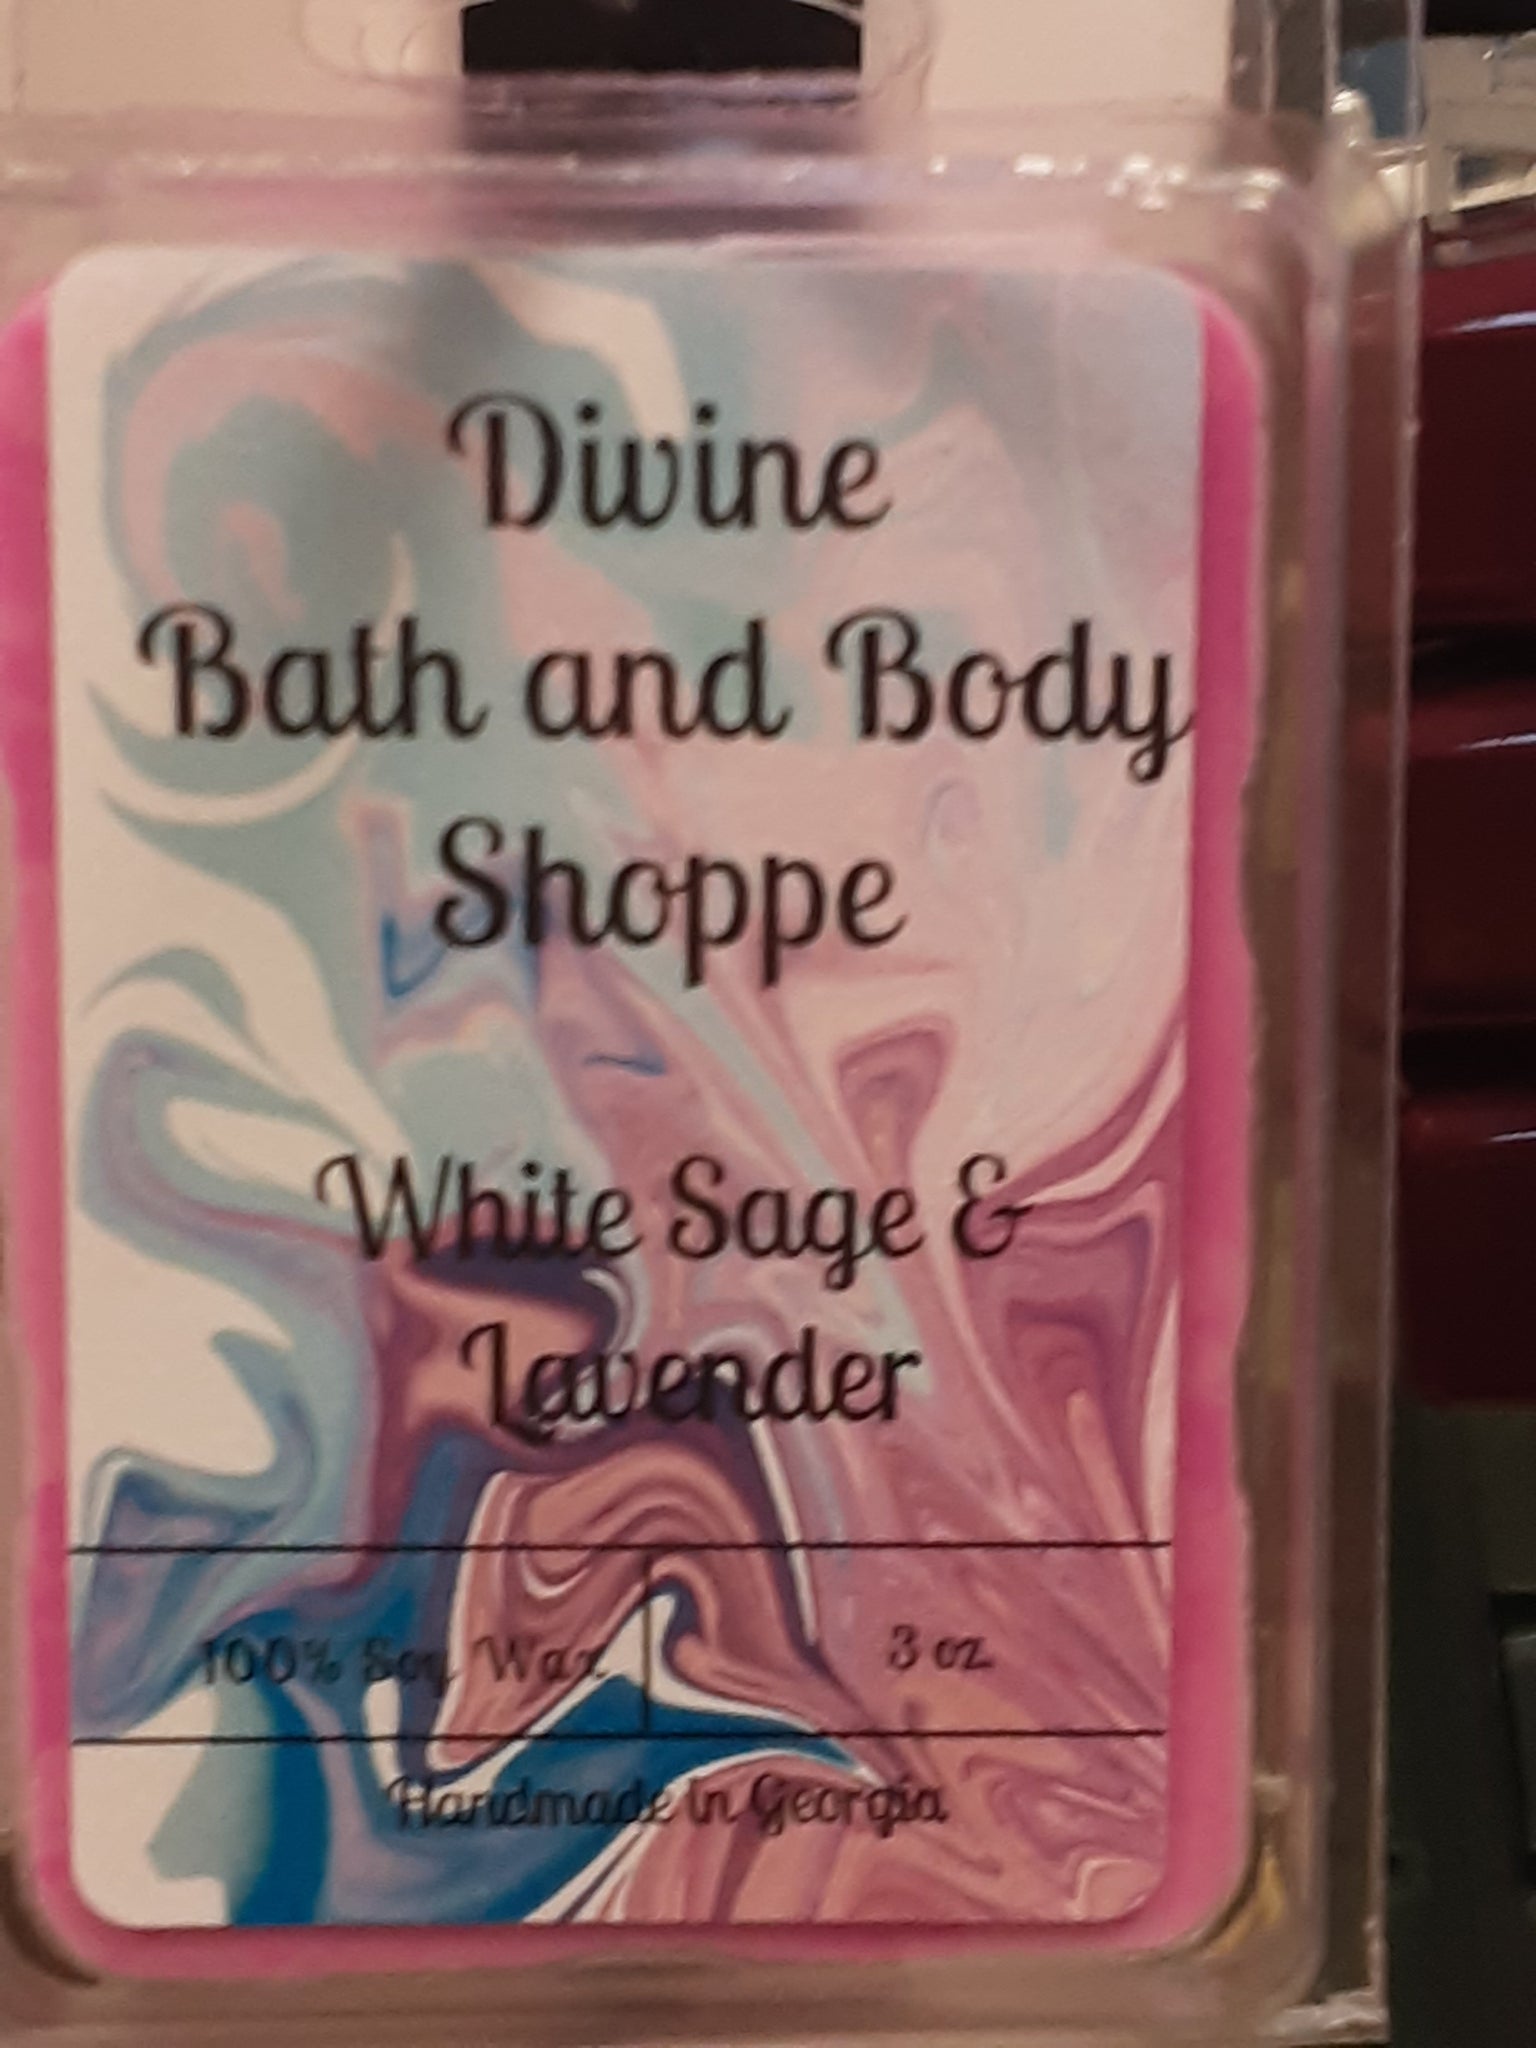 Divine
Bath and Body
Shoppe
White Sage &
Lavender
100% Soy Wax
3 oz
Handmade in Georgia